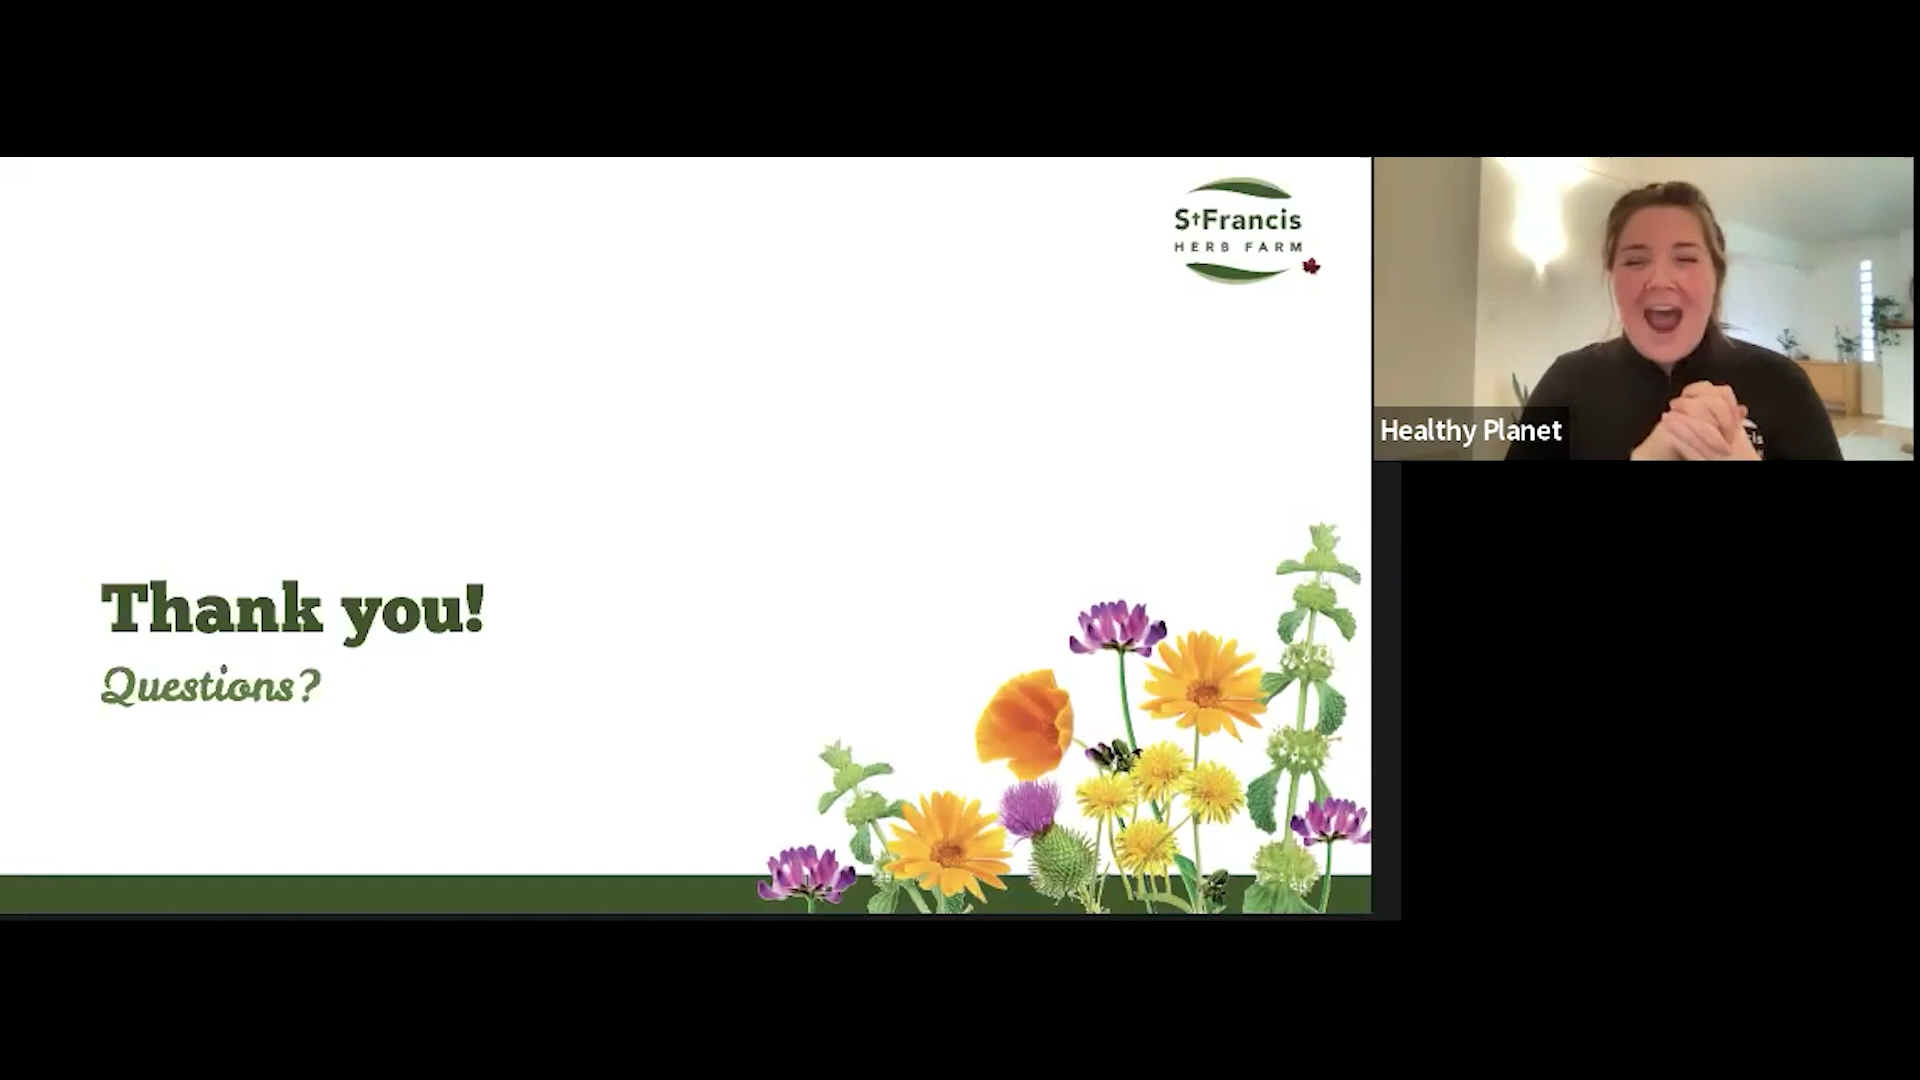 StFrancis
HERB FARM
Healthy Planet
Thank you!
Questions?